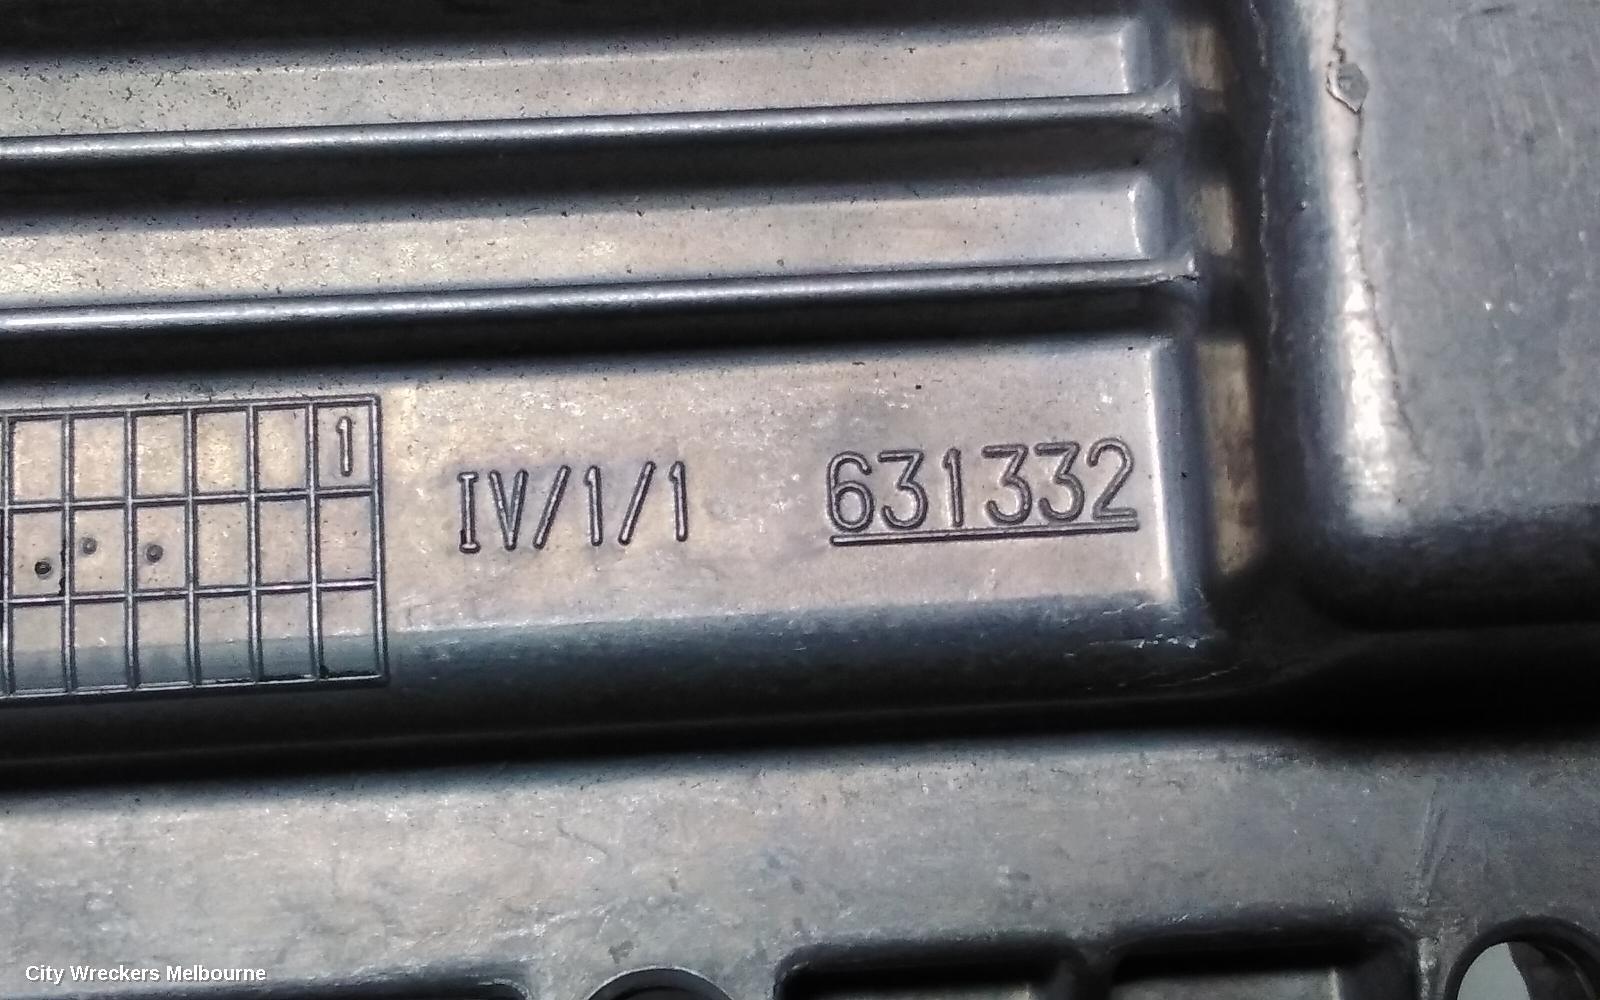 1
IV/1/1 631332
City Wreckers Melbourne